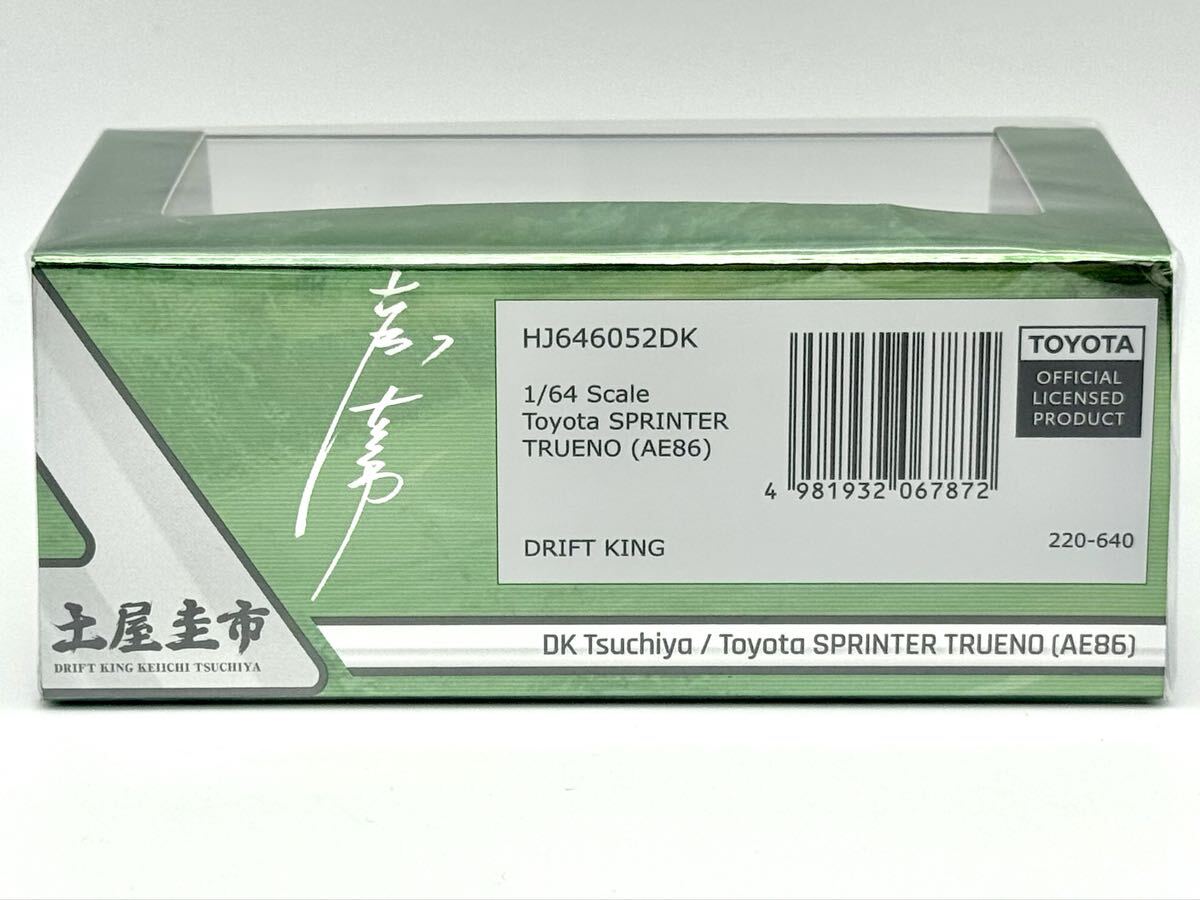 HJ646052DK
1/64 Scale
Toyota SPRINTER
TRUENO (AE86)
DRIFT KING
4 981932 067872
TOYOTA
OFFICIAL
LICENSED
PRODUCT
220-640
土屋圭市
DRIFT KING KEIICHI TSUCHIYA
DK Tsuchiya / Toyota SPRINTER TRUENO (AE86)